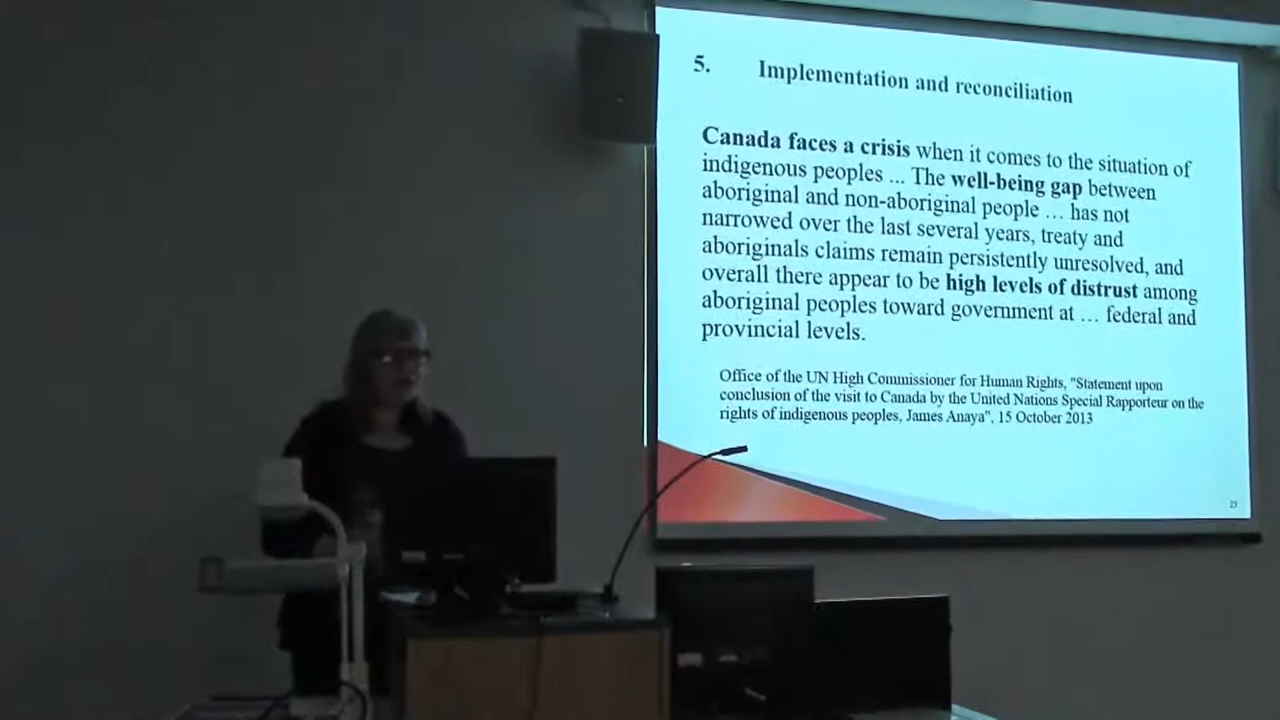 5. Implementation and reconciliation
Canada faces a crisis when it comes to the situation of
indigenous peoples ... The well-being gap between
aboriginal and non-aboriginal people ... has not
narrowed over the last several years, treaty and
aboriginals claims remain persistently unresolved, and
overall there appear to be high levels of distrust among
aboriginal peoples toward government at ... federal and
provincial levels.
Office of the UN High Commissioner for Human Rights, "Statement upon
conclusion of the visit to Canada by the United Nations Special Rapporteur on the
rights of indigenous peoples, James Anaya", 15 October 2013